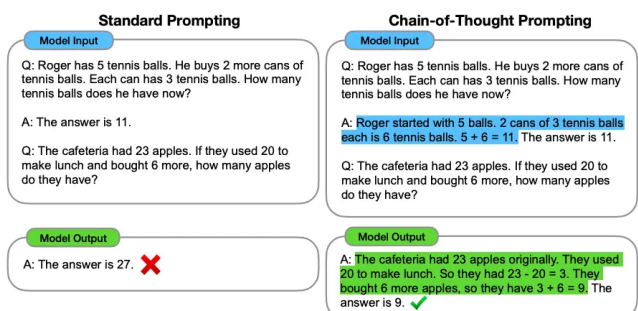 Standard Prompting
Model Input
Q: Roger has 5 tennis balls. He buys 2 more cans of
tennis balls. Each can has 3 tennis balls. How many
tennis balls does he have now?
A: The answer is 11.
Q: The cafeteria had 23 apples. If they used 20 to
make lunch and bought 6 more, how many apples
do they have?
Model Output
A: The answer is 27.
Chain-of-Thought Prompting
Model Input
Q: Roger has 5 tennis balls. He buys 2 more cans of
tennis balls. Each can has 3 tennis balls. How many
tennis balls does he have now?
A: Roger started with 5 balls. 2 cans of 3 tennis balls
each is 6 tennis balls. 5 + 6 = 11. The answer is 11.
Q: The cafeteria had 23 apples. If they used 20 to
make lunch and bought 6 more, how many apples
do they have?
Model Output
A: The cafeteria had 23 apples originally. They used
20 to make lunch. So they had 23 - 20 = 3. They
bought 6 more apples, so they have 3 + 6 = 9. The
answer is 9.